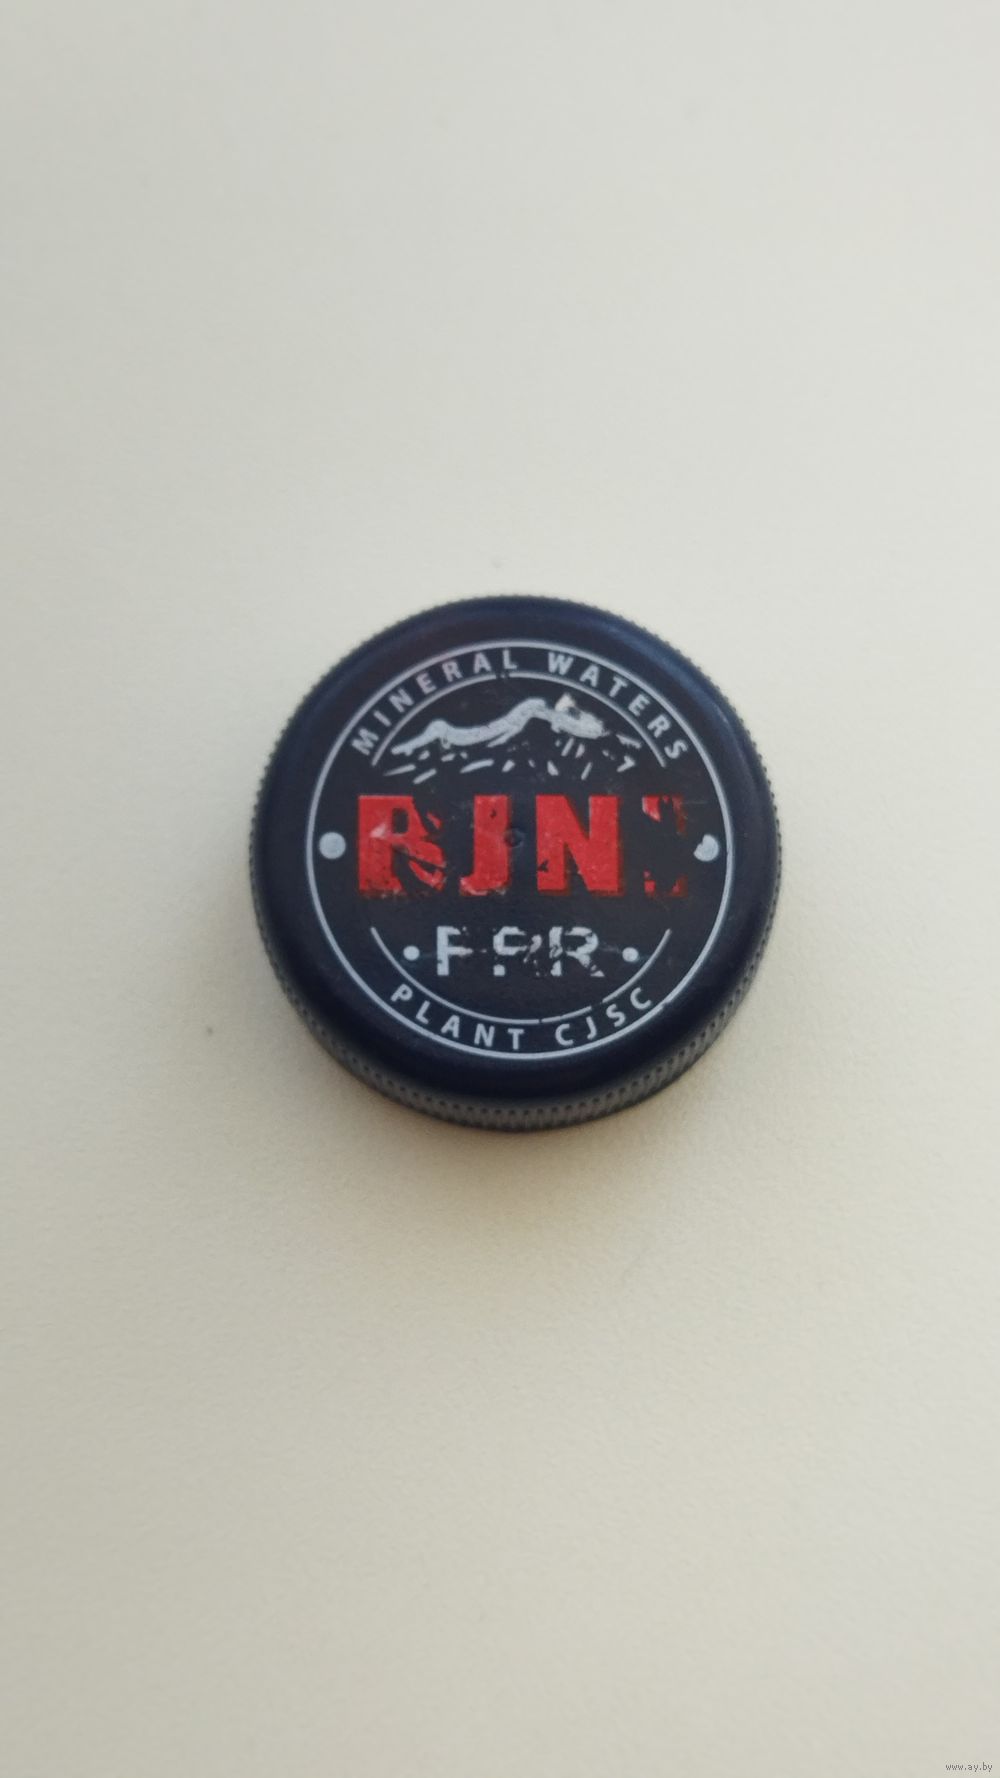 MINERAL WATERS
BJNI
PLANT CJSC
www.ay.by